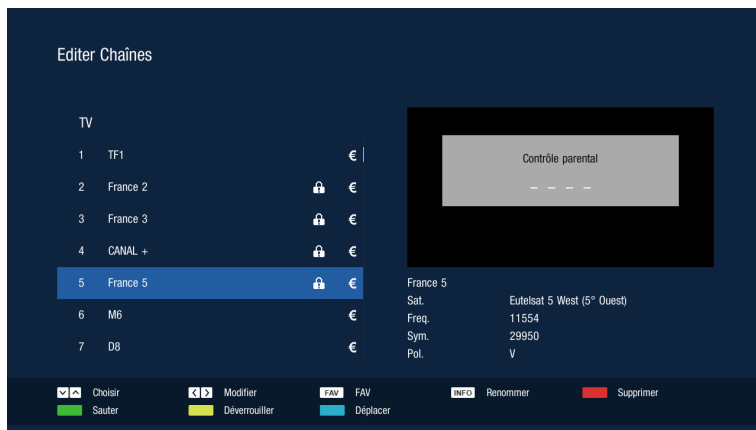 Editer Chaînes
TV
1 TF1 €
2 France 2 €
3 France 3 €
4 CANAL + €
5 France 5 €
6 M6 €
7 D8 €
Contrôle parental
_ _ _ _
France 5
Sat. Eutelsat 5 West (5° Ouest)
Freq. 11554
Sym. 29950
Pol. V
Choisir Modifier FAV FAV INFO Renommer Supprimer
Sauter Déverrouiller Déplacer